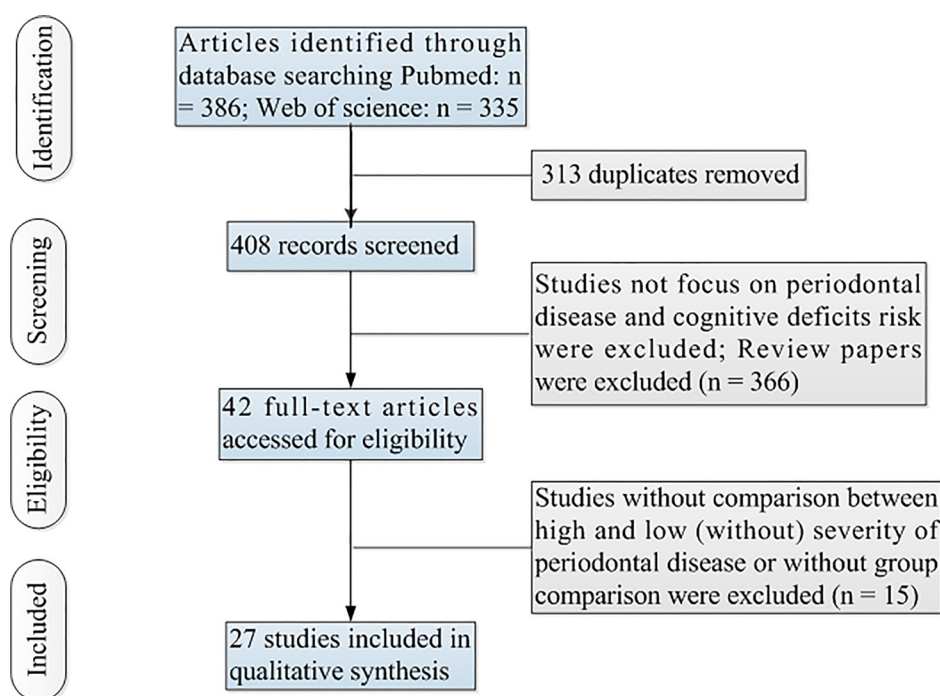 Identification
Articles identified through
database searching Pubmed: n
= 386; Web of science: n = 335
313 duplicates removed
Screening
408 records screened
Studies not focus on periodontal
disease and cognitive deficits risk
were excluded; Review papers
were excluded (n = 366)
Eligibility
42 full-text articles
accessed for eligibility
Studies without comparison between
high and low (without) severity of
periodontal disease or without group
comparison were excluded (n = 15)
Included
27 studies included in
qualitative synthesis